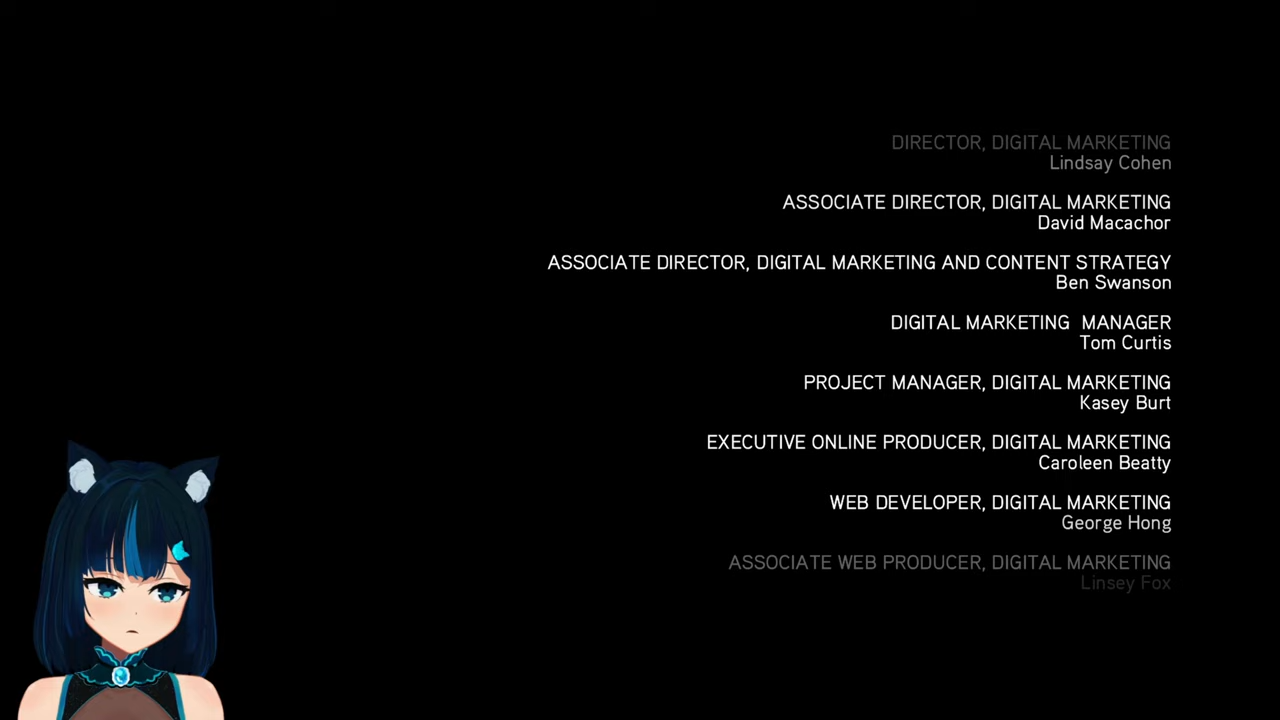 DIRECTOR, DIGITAL MARKETING
Lindsay Cohen
ASSOCIATE DIRECTOR, DIGITAL MARKETING
David Macachor
ASSOCIATE DIRECTOR, DIGITAL MARKETING AND CONTENT STRATEGY
Ben Swanson
DIGITAL MARKETING  MANAGER
Tom Curtis
PROJECT MANAGER, DIGITAL MARKETING
Kasey Burt
EXECUTIVE ONLINE PRODUCER, DIGITAL MARKETING
Caroleen Beatty
WEB DEVELOPER, DIGITAL MARKETING
George Hong
ASSOCIATE WEB PRODUCER, DIGITAL MARKETING
Linsey Fox